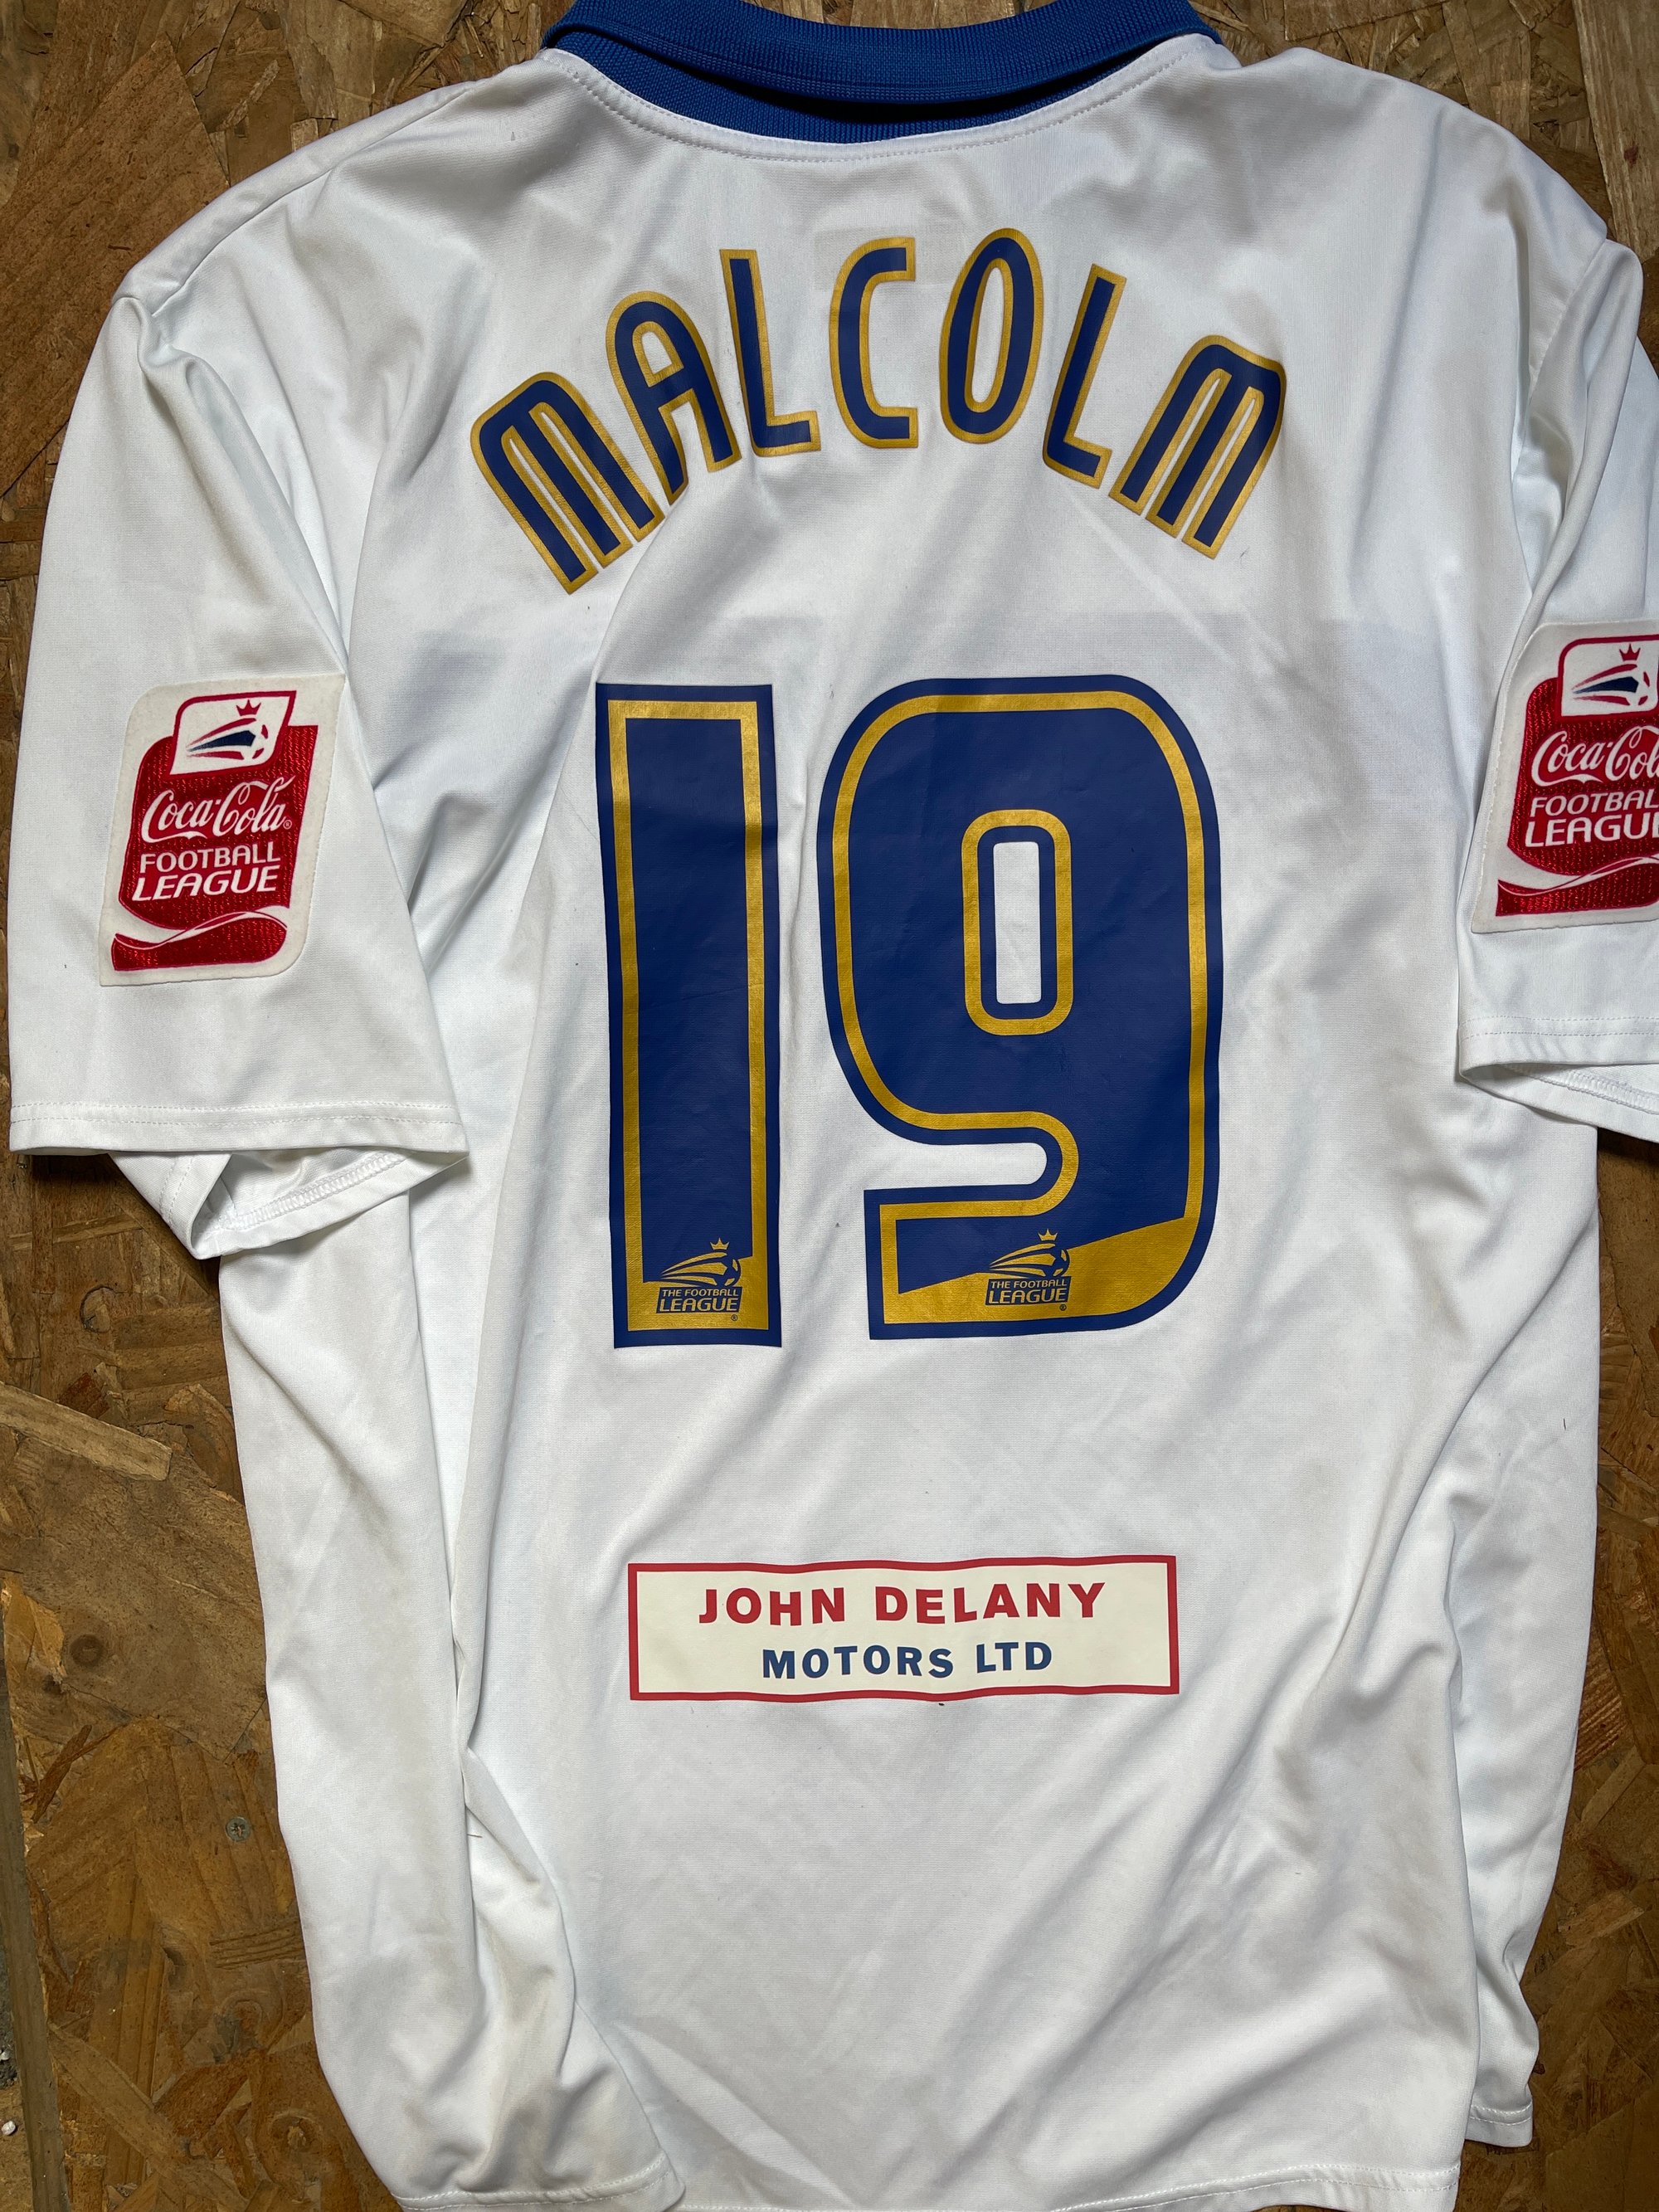 MALCOLM
Coca-Cola
FOOTBALL
LEAGUE
Coca-Cola
FOOTBALL
LEAGUE
19
THE FOOTBALL
LEAGUE
THE FOOTBALL
LEAGUE
JOHN DELANY
MOTORS LTD